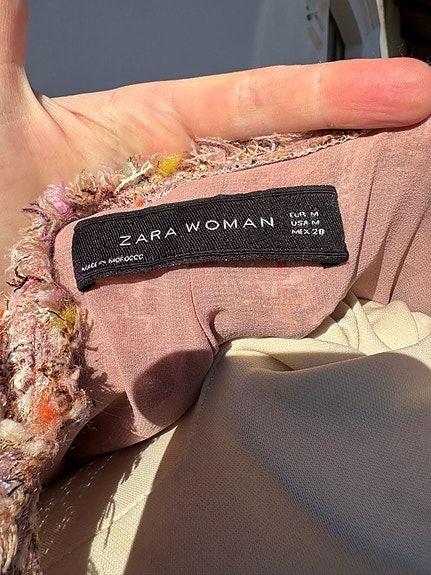 ZARA WOMAN
MADE IN MOROCCO
EUR M
USA M
MEX 28